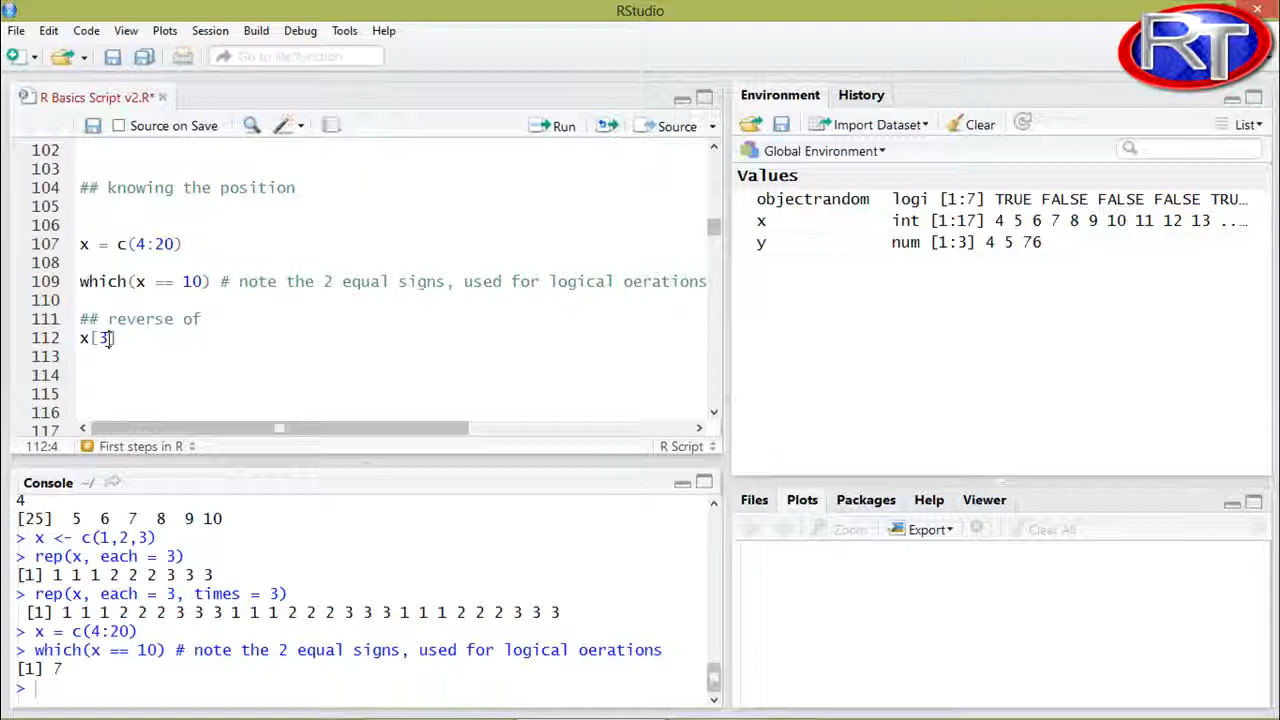 RStudio
RT
File Edit Code View Plots Session Build Debug Tools Help
Go to file/function
R Basics Script v2.R*
Source on Save Run Source
102
103
104 ## knowing the position
105
106
107 x = c(4:20)
108
109 which(x == 10) # note the 2 equal signs, used for logical oerations
110
111 ## reverse of
112 x[3]
113
114
115
116
117
112:4 First steps in R R Script
Console ~/
4
[25] 5 6 7 8 9 10
> x <- c(1,2,3)
> rep(x, each = 3)
[1] 1 1 1 2 2 2 3 3 3
> rep(x, each = 3, times = 3)
[1] 1 1 1 2 2 2 3 3 3 1 1 1 2 2 2 3 3 3 1 1 1 2 2 2 3 3 3
> x = c(4:20)
> which(x == 10) # note the 2 equal signs, used for logical oerations
[1] 7
>
Environment History
Import Dataset Clear List
Global Environment
Values
objectrandom logi [1:7] TRUE FALSE FALSE FALSE TRU…
x int [1:17] 4 5 6 7 8 9 10 11 12 13 ...
y num [1:3] 4 5 76
Files Plots Packages Help Viewer
Zoom Export Clear All